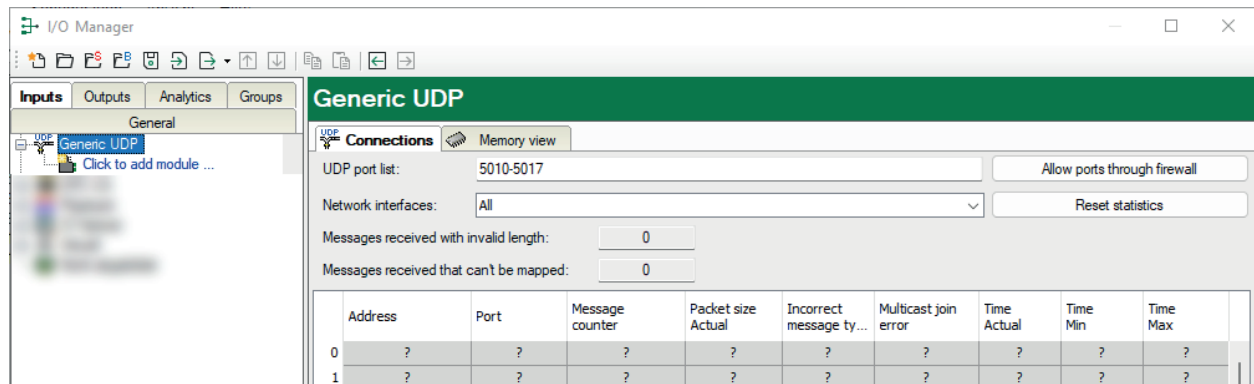 I/O Manager
Inputs Outputs Analytics Groups
General
UDP Generic UDP
Click to add module ...
Generic UDP
UDP Connections Memory view
UDP port list: 5010-5017 Allow ports through firewall
Network interfaces: All Reset statistics
Messages received with invalid length: 0
Messages received that can't be mapped: 0
Address Port Message counter Packet size Actual Incorrect message ty... Multicast join error Time Actual Time Min Time Max
0 ? ? ? ? ? ? ? ? ?
1 ? ? ? ? ? ? ? ? ?